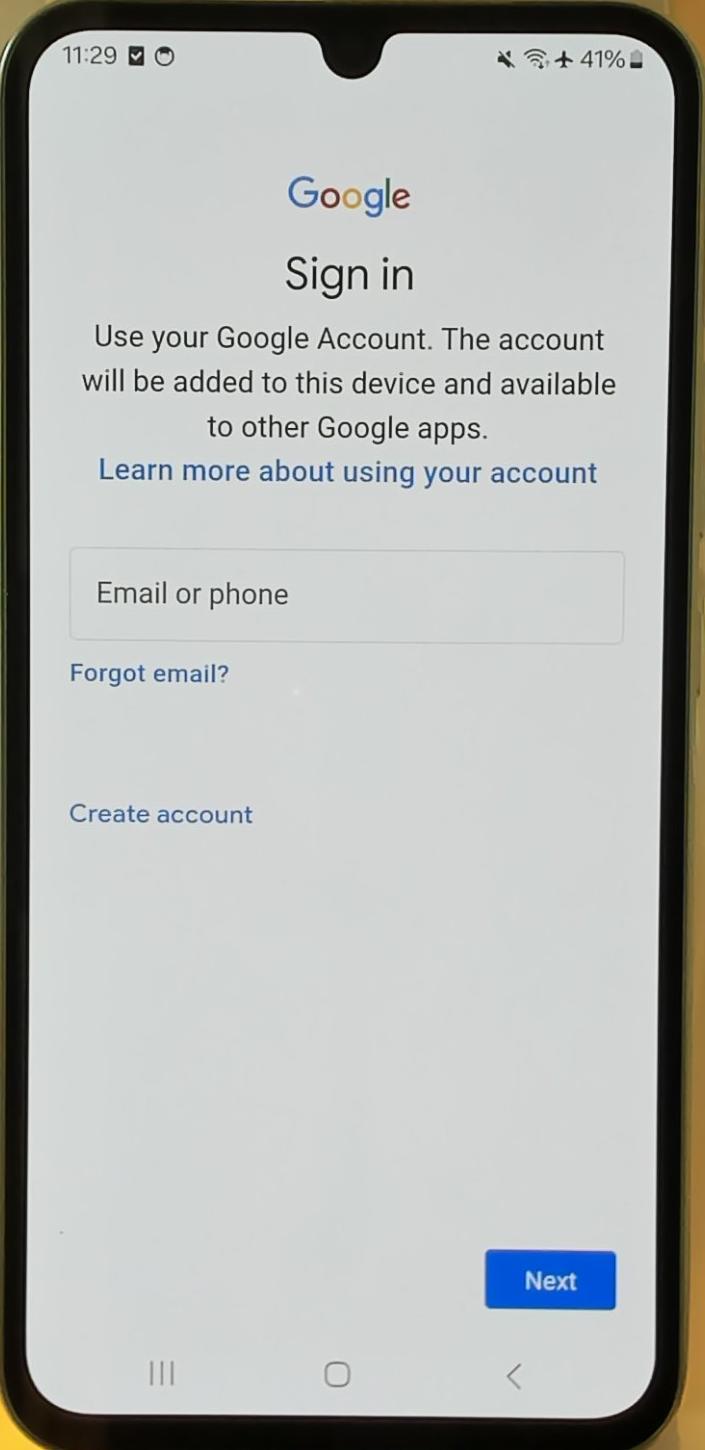 11:29
41%
Google
Sign in
Use your Google Account. The account
will be added to this device and available
to other Google apps.
Learn more about using your account
Email or phone
Forgot email?
Create account
Next